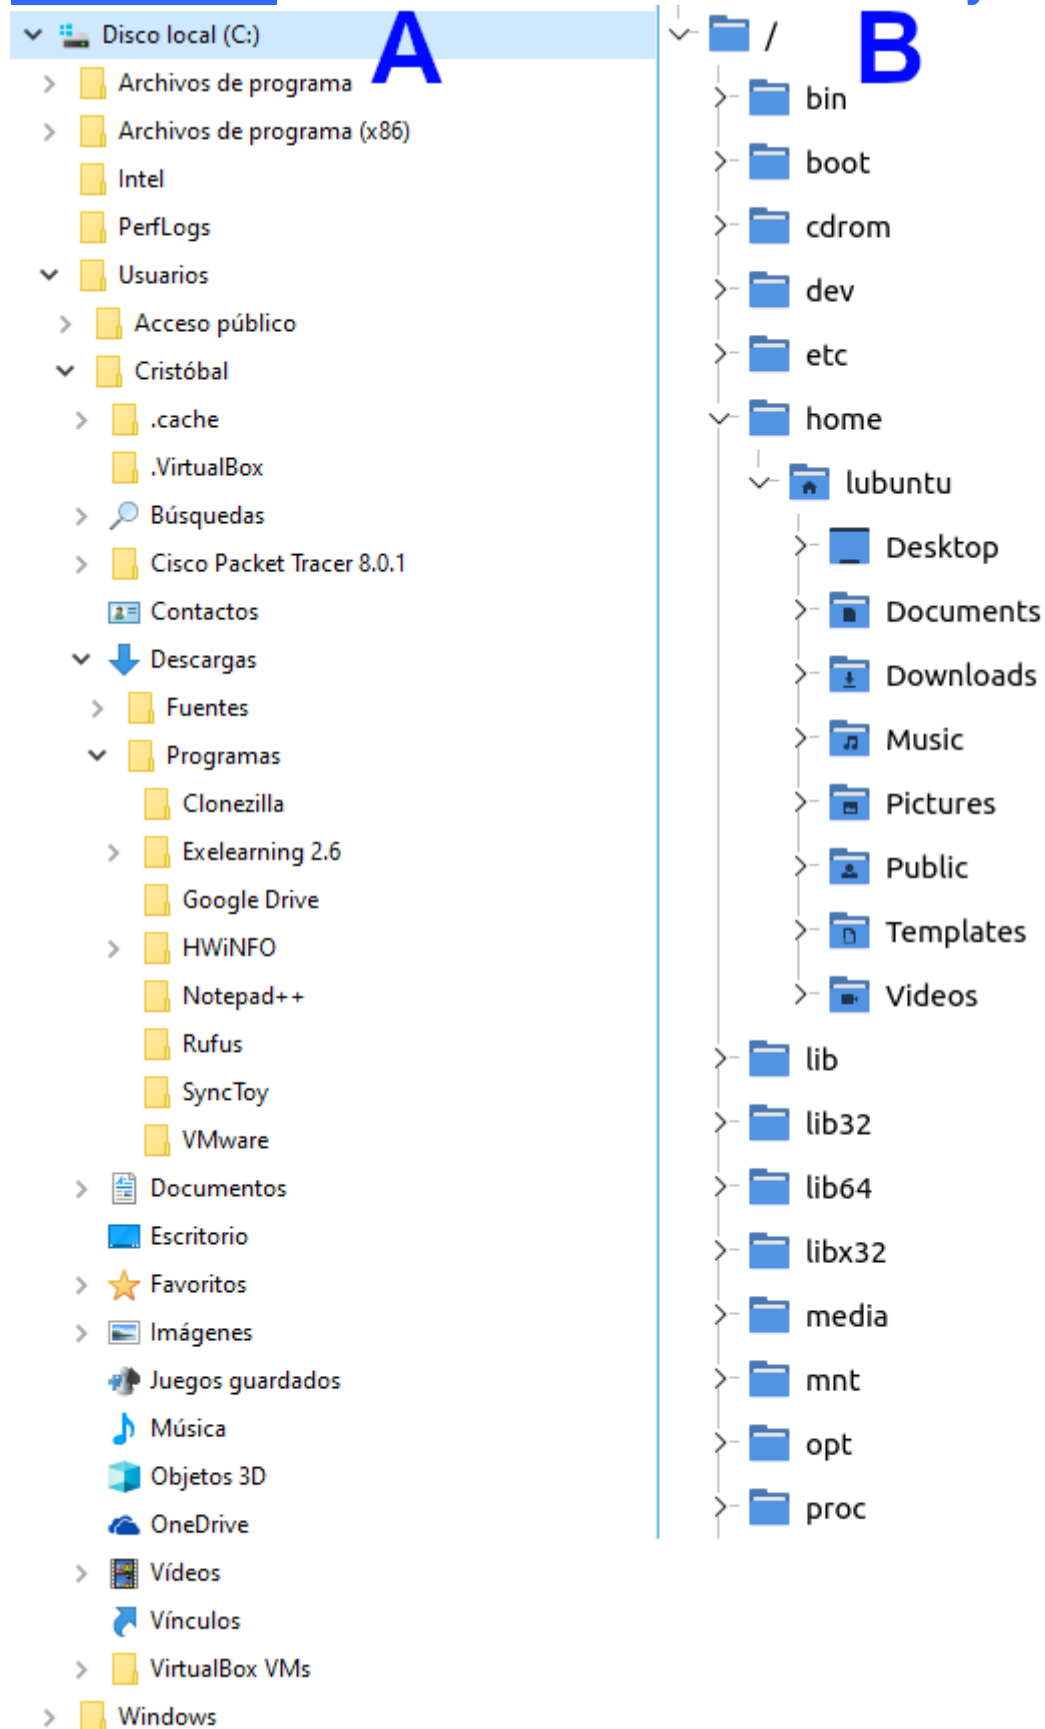 A
Disco local (C:)
Archivos de programa
Archivos de programa (x86)
Intel
PerfLogs
Usuarios
Acceso público
Cristóbal
.cache
.VirtualBox
Búsquedas
Cisco Packet Tracer 8.0.1
Contactos
Descargas
Fuentes
Programas
Clonezilla
Exelearning 2.6
Google Drive
HWiNFO
Notepad++
Rufus
SyncToy
VMware
Documentos
Escritorio
Favoritos
Imágenes
Juegos guardados
Música
Objetos 3D
OneDrive
Vídeos
Vínculos
VirtualBox VMs
Windows
B
/
bin
boot
cdrom
dev
etc
home
lubuntu
Desktop
Documents
Downloads
Music
Pictures
Public
Templates
Videos
lib
lib32
lib64
libx32
media
mnt
opt
proc